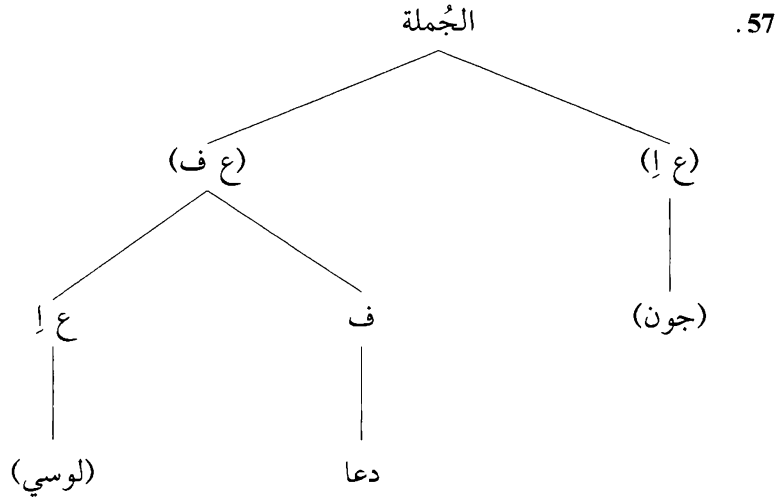 57. الجُملة
(ع إِ) (ع ف)
(جون) ف ع إِ
دعا (لوسي)